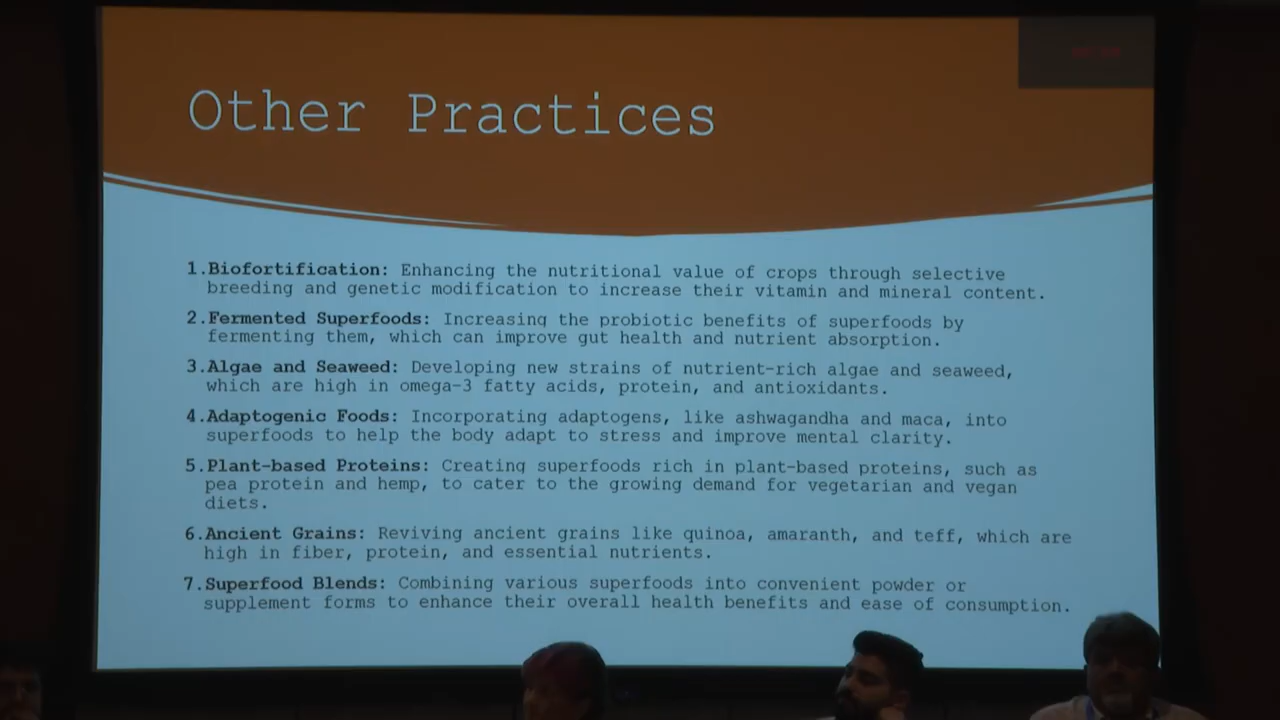 Other Practices
1.Biofortification: Enhancing the nutritional value of crops through selective
breeding and genetic modification to increase their vitamin and mineral content.
2.Fermented Superfoods: Increasing the probiotic benefits of superfoods by
fermenting them, which can improve gut health and nutrient absorption.
3.Algae and Seaweed: Developing new strains of nutrient-rich algae and seaweed,
which are high in omega-3 fatty acids, protein, and antioxidants.
4.Adaptogenic Foods: Incorporating adaptogens, like ashwagandha and maca, into
superfoods to help the body adapt to stress and improve mental clarity.
5.Plant-based Proteins: Creating superfoods rich in plant-based proteins, such as
pea protein and hemp, to cater to the growing demand for vegetarian and vegan
diets.
6.Ancient Grains: Reviving ancient grains like quinoa, amaranth, and teff, which are
high in fiber, protein, and essential nutrients.
7.Superfood Blends: Combining various superfoods into convenient powder or
supplement forms to enhance their overall health benefits and ease of consumption.